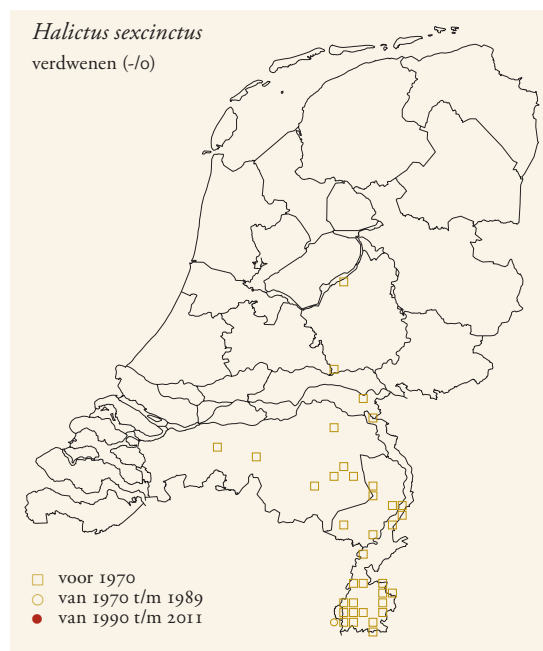 Halictus sexcinctus
verdwenen (-/0)
voor 1970
van 1970 t/m 1989
van 1990 t/m 2011